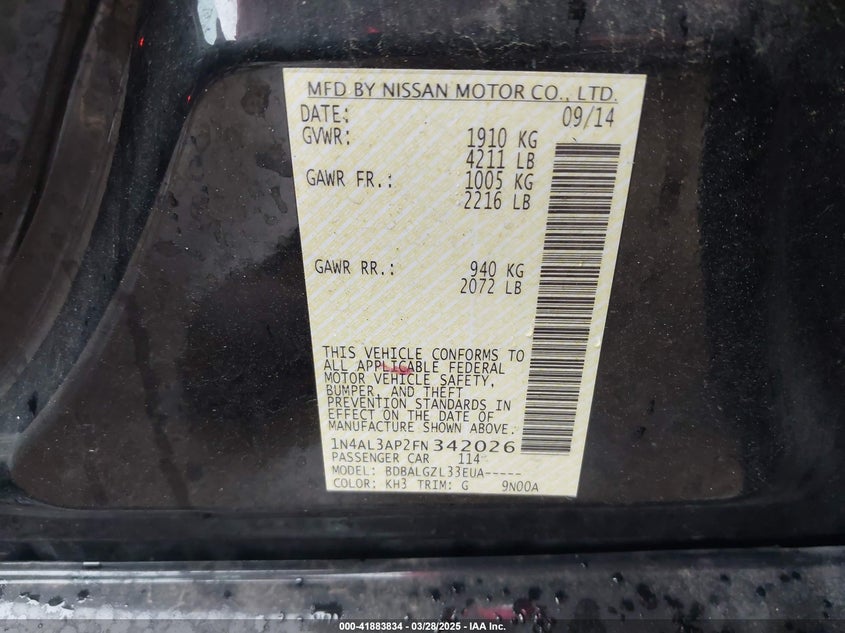 MFD BY NISSAN MOTOR CO., LTD.
DATE: 09/14
GVWR: 1910 KG
4211 LB
GAWR FR.: 1005 KG
2216 LB
GAWR RR.: 940 KG
2072 LB
THIS VEHICLE CONFORMS TO
ALL APPLICABLE FEDERAL
MOTOR VEHICLE SAFETY,
BUMPER, AND THEFT
PREVENTION STANDARDS IN
EFFECT ON THE DATE OF
MANUFACTURE SHOWN ABOVE.
1N4AL3AP2FN342026
PASSENGER CAR 114
MODEL: BDBALGZL33EUA-----
COLOR: KH3 TRIM: G 9N00A
000-41883834 - 03/28/2025 - IAA Inc.